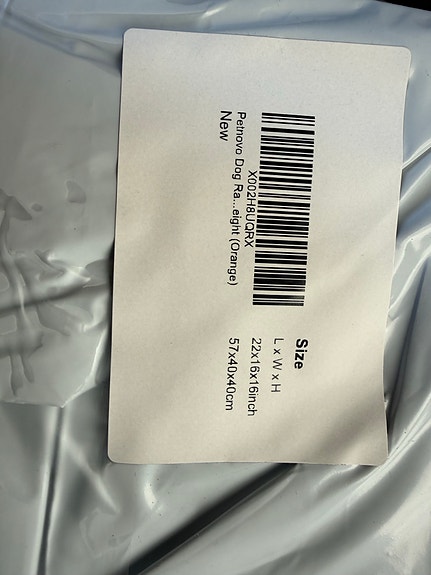 X002H8UQRX
Petnovo Dog Ra...eight (Orange)
New
Size
L x W x H
22x16x16inch
57x40x40cm